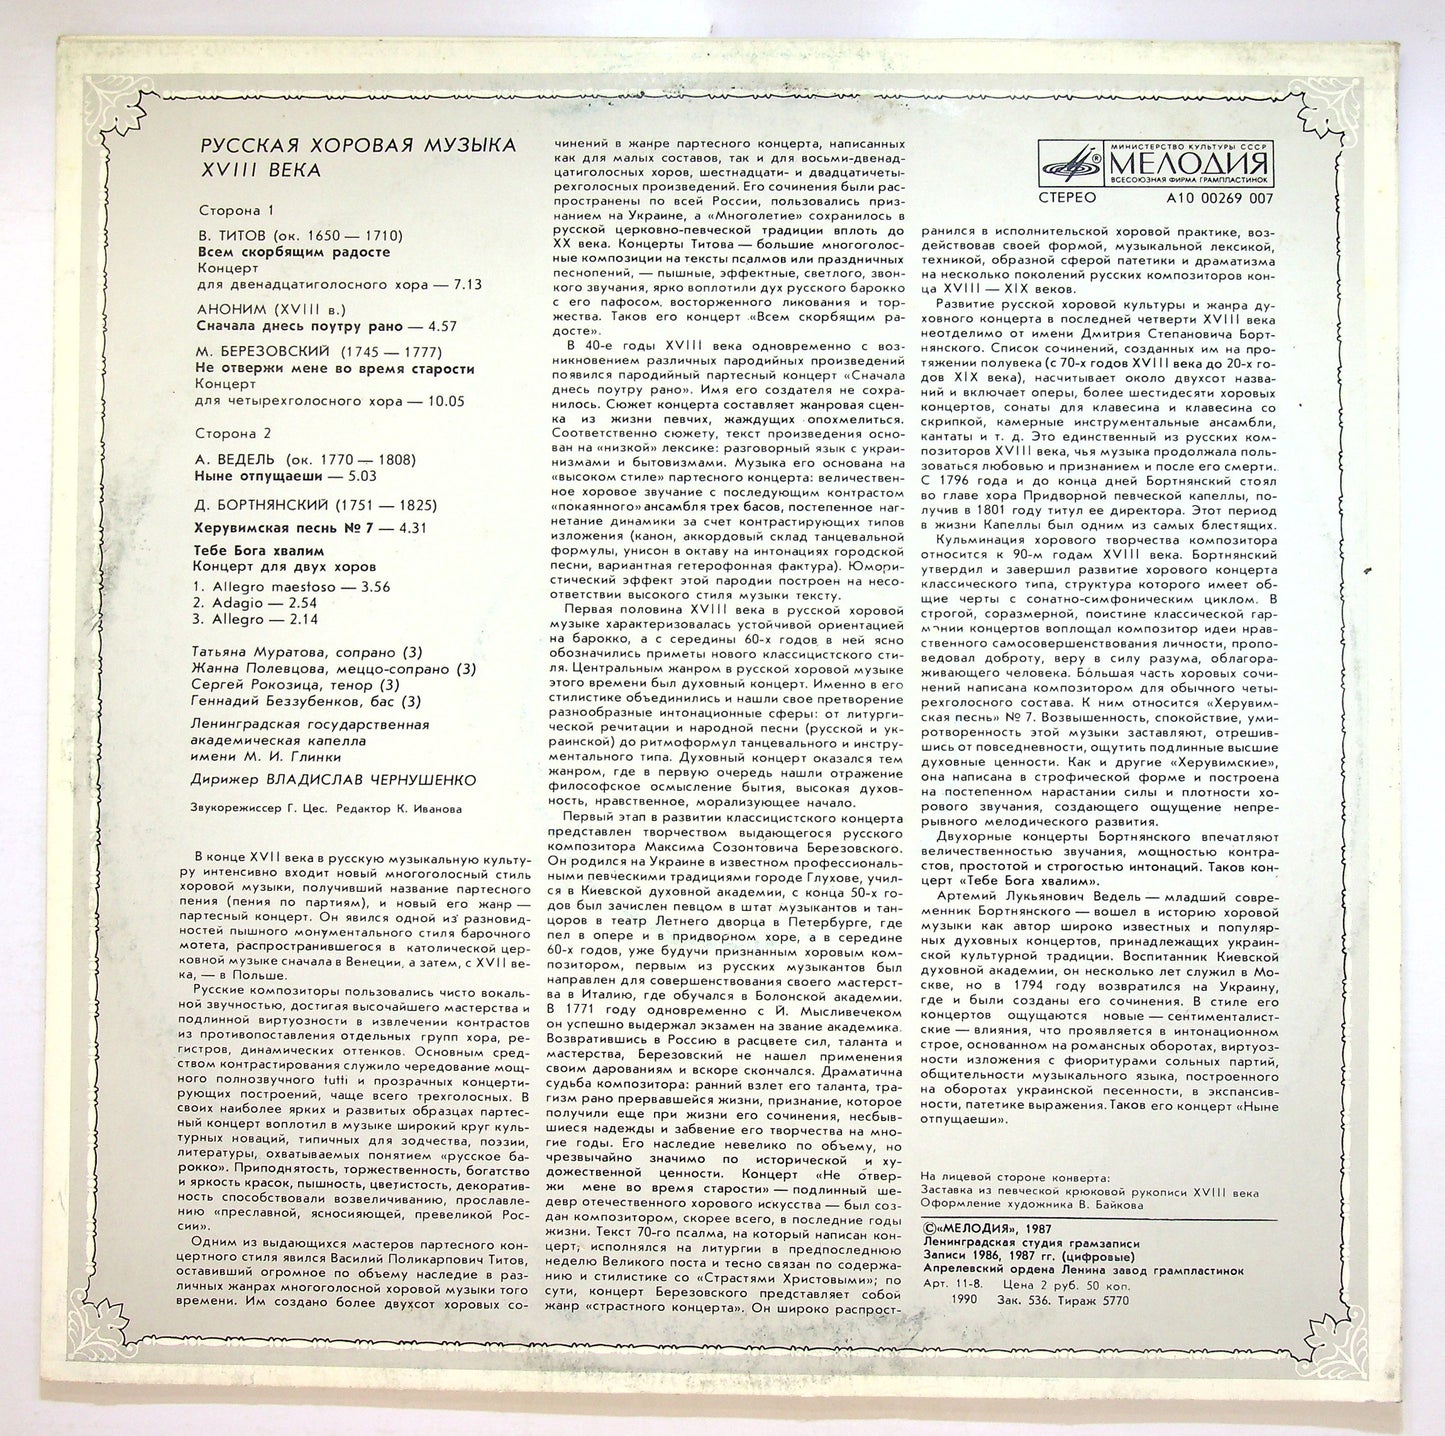 РУССКАЯ ХОРОВАЯ МУЗЫКА
XVIII ВЕКА
Сторона 1
В. ТИТОВ (ок. 1650 — 1710)
Всем скорбящим радосте
Концерт
для двенадцатиголосного хора — 7.13
АНОНИМ (XVIII в.)
Сначала днесь поутру рано — 4.57
М. БЕРЕЗОВСКИЙ (1745 — 1777)
Не отвержи мене во время старости
Концерт
для четырехголосного хора — 10.05
Сторона 2
А. ВЕДЕЛЬ (ок. 1770 — 1808)
Ныне отпущаеши — 5.03
Д. БОРТНЯНСКИЙ (1751 — 1825)
Херувимская песнь № 7 — 4.31
Тебе Бога хвалим
Концерт для двух хоров
1. Allegro maestoso — 3.56
2. Adagio — 2.54
3. Allegro — 2.14
Татьяна Муратова, сопрано (3)
Жанна Полевцова, меццо-сопрано (3)
Сергей Рокозица, тенор (3)
Геннадий Беззубенков, бас (3)
Ленинградская государственная
академическая капелла
имени М. И. Глинки
Дирижер ВЛАДИСЛАВ ЧЕРНУШЕНКО
Звукорежиссер Г. Цес. Редактор К. Иванова
В конце XVII века в русскую музыкальную культу-
ру интенсивно входит новый многоголосный стиль
хоровой музыки, получивший название партесного
пения (пения по партиям), и новый его жанр —
партесный концерт. Он явился одной из разновид-
ностей пышного монументального стиля барочного
мотета, распространившегося в католической цер-
ковной музыке сначала в Венеции, а затем, с XVII ве-
ка, — в Польше.
Русские композиторы пользовались чисто вокаль-
ной звучностью, достигая высочайшего мастерства и
подлинной виртуозности в извлечении контрастов
из противопоставления отдельных групп хора, ре-
гистров, динамических оттенков. Основным сред-
ством контрастирования служило чередование мощ-
ного полнозвучного tutti и прозрачных концерти-
рующих построений, чаще всего трехголосных. В
своих наиболее ярких и развитых образцах партес-
ный концерт воплотил в музыке широкий круг куль-
турных новаций, типичных для зодчества, поэзии,
литературы, охватываемых понятием «русское ба-
рокко». Приподнятость, торжественность, богатство
и яркость красок, пышность, цветистость, декоратив-
ность способствовали возвеличиванию, прославле-
нию «преславной, ясносияющей, превеликой Рос-
сии».
Одним из выдающихся мастеров партесного кон-
цертного стиля явился Василий Поликарпович Титов,
оставивший огромное по объему наследие в раз-
личных жанрах многоголосной хоровой музыки того
времени. Им создано более двухсот хоровых со-
чинений в жанре партесного концерта, написанных
как для малых составов, так и для восьми-двенад-
цатиголосных хоров, шестнадцати- и двадцатичеты-
рехголосных произведений. Его сочинения были рас-
пространены по всей России, пользовались приз-
нанием на Украине, а «Многолетие» сохранилось в
русской церковно-певческой традиции вплоть до
XX века. Концерты Титова — большие многоголос-
ные композиции на тексты псалмов или праздничных
песнопений, — пышные, эффектные, светлого, звон-
кого звучания, ярко воплотили дух русского барокко
с его пафосом, восторженного ликования и тор-
жества. Таков его концерт «Всем скорбящим ра-
досте».
В 40-е годы XVIII века одновременно с воз-
никновением различных пародийных произведений
появился пародийный партесный концерт «Сначала
днесь поутру рано». Имя его создателя не сохра-
нилось. Сюжет концерта составляет жанровая сцен-
ка из жизни певчих, жаждущих опохмелиться.
Соответственно сюжету, текст произведения осно-
ван на «низкой» лексике: разговорный язык с украи-
низмами и бытовизмами. Музыка его основана на
«высоком стиле» партесного концерта: величествен-
ное хоровое звучание с последующим контрастом
«покаянного» ансамбля трех басов, постепенное наг-
нетание динамики за счет контрастирующих типов
изложения (канон, аккордовый склад танцевальной
формулы, унисон в октаву на интонациях городской
песни, вариантная гетерофонная фактура). Юмори-
стический эффект этой пародии построен на несо-
ответствии высокого стиля музыки тексту.
Первая половина XVIII века в русской хоровой
музыке характеризовалась устойчивой ориентацией
на барокко, а с середины 60-х годов в ней ясно
обозначились приметы нового классицистского сти-
ля. Центральным жанром в русской хоровой музыке
этого времени был духовный концерт. Именно в его
стилистике объединились и нашли свое претворение
разнообразные интонационные сферы: от литурги-
ческой речитации и народной песни (русской и ук-
раинской) до ритмоформул танцевального и инстру-
ментального типа. Духовный концерт оказался тем
жанром, где в первую очередь нашли отражение
философское осмысление бытия, высокая духов-
ность, нравственное, морализующее начало.
Первый этап в развитии классицистского концерта
представлен творчеством выдающегося русского
композитора Максима Созонтовича Березовского.
Он родился на Украине в известном профессиональ-
ными певческими традициями городе Глухове, учил-
ся в Киевской духовной академии, с конца 50-х го-
дов был зачислен певцом в штат музыкантов и тан-
цоров в театр Летнего дворца в Петербурге, где
пел в опере и в придворном хоре, а в середине
60-х годов, уже будучи признанным хоровым ком-
позитором, первым из русских музыкантов был
направлен для совершенствования своего мастерст-
ва в Италию, где обучался в Болонской академии.
В 1771 году одновременно с Й. Мысливечеком
он успешно выдержал экзамен на звание академика.
Возвратившись в Россию в расцвете сил, таланта и
мастерства, Березовский не нашел применения
своим дарованиям и вскоре скончался. Драматична
судьба композитора: ранний взлет его таланта, тра-
гизм рано прервавшейся жизни, признание, которое
получили еще при жизни его сочинения, несбыв-
шиеся надежды и забвение его творчества на мно-
гие годы. Его наследие невелико по объему, но
чрезвычайно значимо по исторической и ху-
дожественной ценности. Концерт «Не отвер-
жи мене во время старости» — подлинный ше-
девр отечественного хорового искусства — был соз-
дан композитором, скорее всего, в последние годы
жизни. Текст 70-го псалма, на который написан кон-
церт, исполнялся на литургии в предпоследнюю
неделю Великого поста и тесно связан по содержа-
нию и стилистике со «Страстями Христовыми»; по
сути, концерт Березовского представляет собой
жанр «страстного концерта». Он широко распрост-
МИНИСТЕРСТВО КУЛЬТУРЫ СССР
МЕЛОДИЯ
ВСЕСОЮЗНАЯ ФИРМА ГРАМПЛАСТИНОК
СТЕРЕО А10 00269 007
ранился в исполнительской хоровой практике, воз-
действовав своей формой, музыкальной лексикой,
техникой, образной сферой патетики и драматизма
на несколько поколений русских композиторов кон-
ца XVIII — XIX веков.
Развитие русской хоровой культуры и жанра ду-
ховного концерта в последней четверти XVIII века
неотделимо от имени Дмитрия Степановича Борт-
нянского. Список сочинений, созданных им на про-
тяжении полувека (с 70-х годов XVIII века до 20-х го-
дов XIX века), насчитывает около двухсот назва-
ний и включает оперы, более шестидесяти хоровых
концертов, сонаты для клавесина и клавесина со
скрипкой, камерные инструментальные ансамбли,
кантаты и т. д. Это единственный из русских ком-
позиторов XVIII века, чья музыка продолжала поль-
зоваться любовью и признанием и после его смерти.
С 1796 года и до конца дней Бортнянский стоял
во главе хора Придворной певческой капеллы, по-
лучив в 1801 году титул ее директора. Этот период
в жизни Капеллы был одним из самых блестящих.
Кульминация хорового творчества композитора
относится к 90-м годам XVIII века. Бортнянский
утвердил и завершил развитие хорового концерта
классического типа, структура которого имеет об-
щие черты с сонатно-симфоническим циклом. В
строгой, соразмерной, поистине классической гар-
монии концертов воплощал композитор идеи нрав-
ственного самосовершенствования личности, пропо-
ведовал доброту, веру в силу разума, облагора-
живающего человека. Бóльшая часть хоровых сочи-
нений написана композитором для обычного четы-
рехголосного состава. К ним относится «Херувим-
ская песнь» № 7. Возвышенность, спокойствие, уми-
ротворенность этой музыки заставляют, отрешив-
шись от повседневности, ощутить подлинные высшие
духовные ценности. Как и другие «Херувимские»,
она написана в строфической форме и построена
на постепенном нарастании силы и плотности хо-
рового звучания, создающего ощущение непре-
рывного мелодического развития.
Двухорные концерты Бортнянского впечатляют
величественностью звучания, мощностью контра-
стов, простотой и строгостью интонаций. Таков кон-
церт «Тебе Бога хвалим».
Артемий Лукьянович Ведель — младший совре-
менник Бортнянского — вошел в историю хоровой
музыки как автор широко известных и популяр-
ных духовных концертов, принадлежащих украин-
ской культурной традиции. Воспитанник Киевской
духовной академии, он несколько лет служил в Мо-
скве, но в 1794 году возвратился на Украину,
где и были созданы его сочинения. В стиле его
концертов ощущаются новые — сентименталист-
ские — влияния, что проявляется в интонационном
строе, основанном на романсных оборотах, виртуоз-
ности изложения с фиоритурами сольных партий,
общительности музыкального языка, построенного
на оборотах украинской песенности, в экспансив-
ности, патетике выражения. Таков его концерт «Ныне
отпущаеши».
На лицевой стороне конверта:
Заставка из певческой крюковой рукописи XVIII века
Оформление художника В. Байкова
©«МЕЛОДИЯ», 1987
Ленинградская студия грамзаписи
Записи 1986, 1987 гг. (цифровые)
Апрелевский ордена Ленина завод грампластинок
Арт. 11-8. Цена 2 руб. 50 коп.
1990 Зак. 536. Тираж 5770